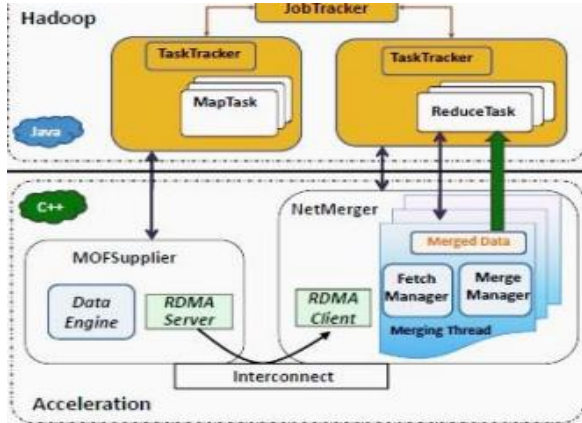 Hadoop
JobTracker
TaskTracker
MapTask
TaskTracker
ReduceTask
Java
C++
NetMerger
Merged Data
Fetch
Manager
Merge
Manager
Merging Thread
MOFSupplier
Data
Engine
RDMA
Server
RDMA
Client
Interconnect
Acceleration